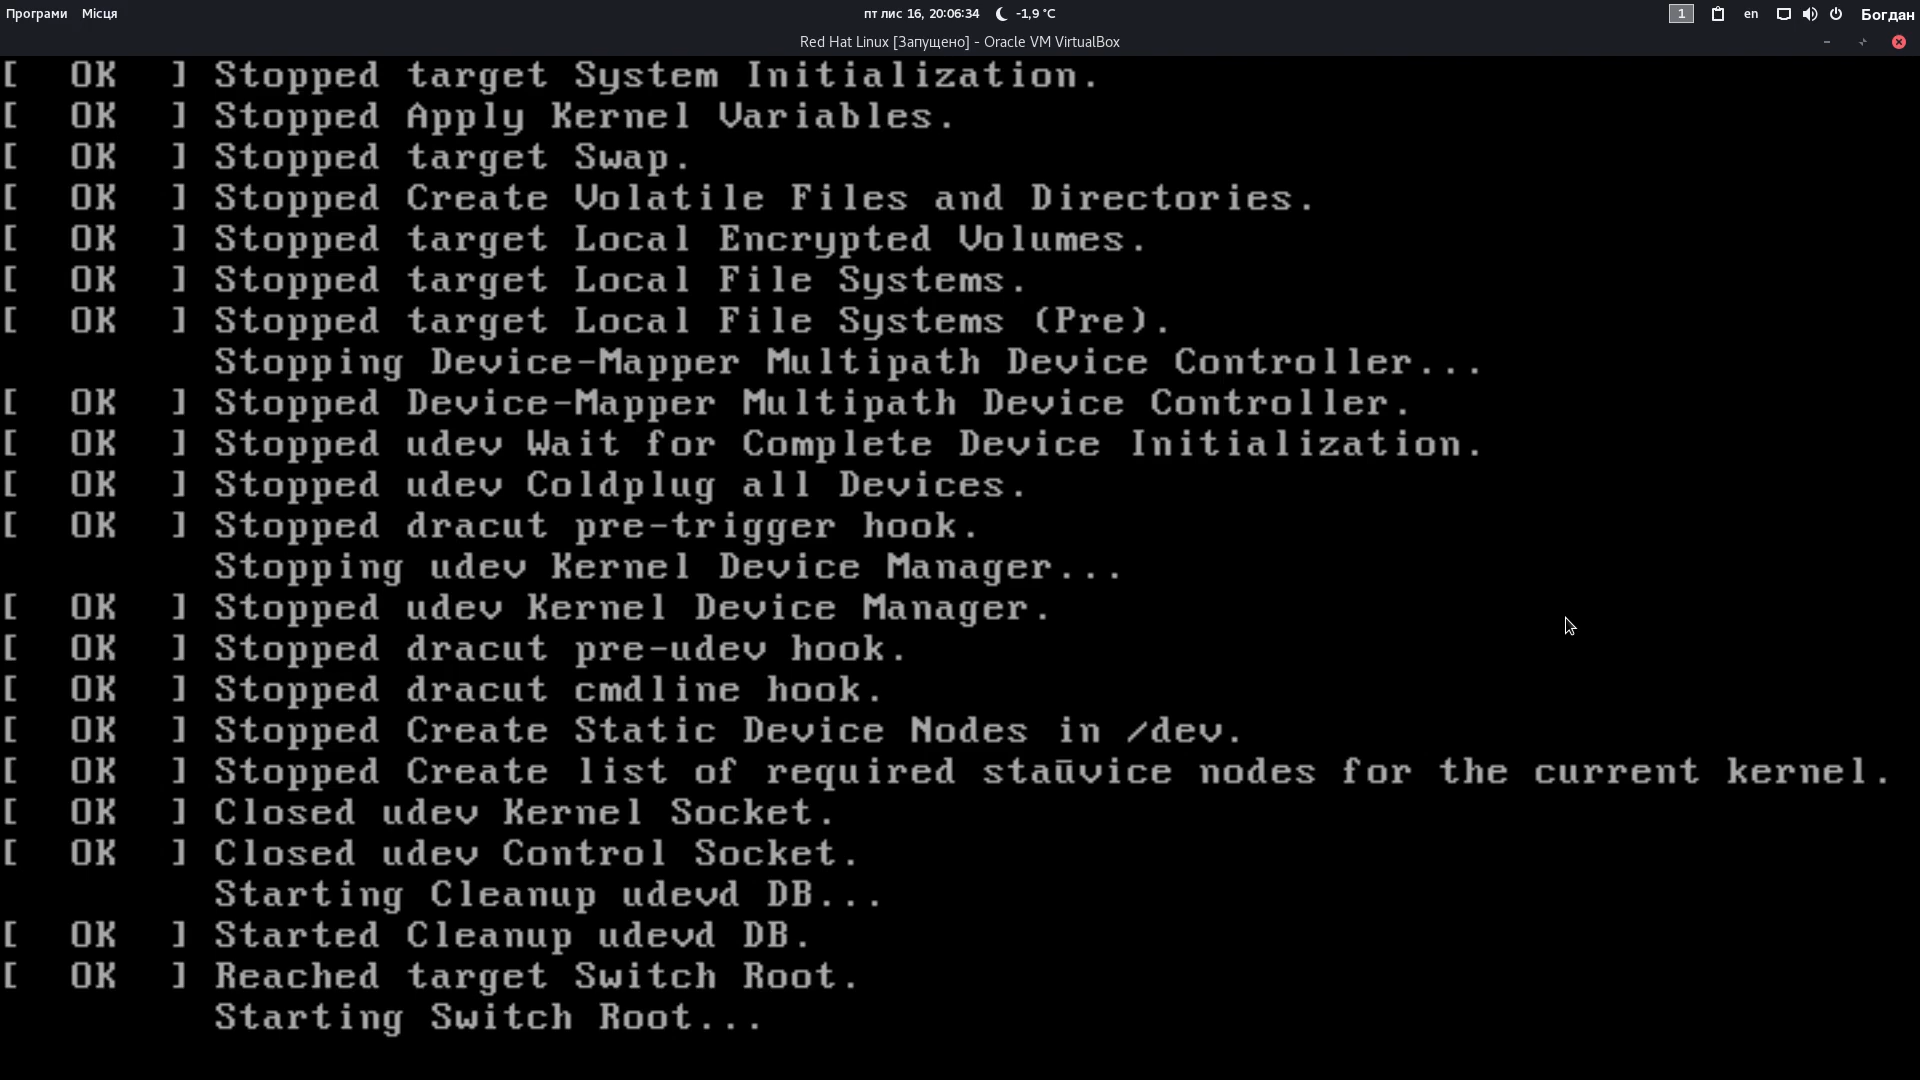 Програми Місця пт лис 16, 20:06:34 -1,9 °C 1 en Богдан
Red Hat Linux [Запущено] - Oracle VM VirtualBox
[ OK ] Stopped target System Initialization.
[ OK ] Stopped Apply Kernel Variables.
[ OK ] Stopped target Swap.
[ OK ] Stopped Create Volatile Files and Directories.
[ OK ] Stopped target Local Encrypted Volumes.
[ OK ] Stopped target Local File Systems.
[ OK ] Stopped target Local File Systems (Pre).
Stopping Device-Mapper Multipath Device Controller...
[ OK ] Stopped Device-Mapper Multipath Device Controller.
[ OK ] Stopped udev Wait for Complete Device Initialization.
[ OK ] Stopped udev Coldplug all Devices.
[ OK ] Stopped dracut pre-trigger hook.
Stopping udev Kernel Device Manager...
[ OK ] Stopped udev Kernel Device Manager.
[ OK ] Stopped dracut pre-udev hook.
[ OK ] Stopped dracut cmdline hook.
[ OK ] Stopped Create Static Device Nodes in /dev.
[ OK ] Stopped Create list of required staūvice nodes for the current kernel.
[ OK ] Closed udev Kernel Socket.
[ OK ] Closed udev Control Socket.
Starting Cleanup udevd DB...
[ OK ] Started Cleanup udevd DB.
[ OK ] Reached target Switch Root.
Starting Switch Root...